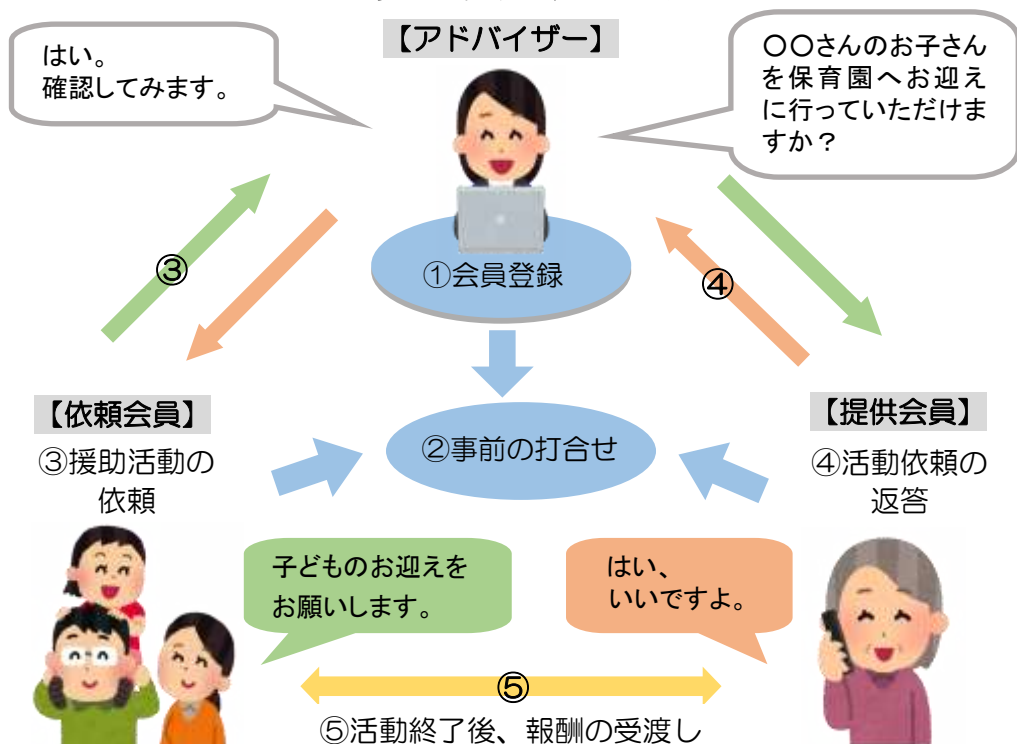 【アドバイザー】
はい。
確認してみます。
〇〇さんのお子さん
を保育園へお迎え
に行っていただけま
すか？
①会員登録
③
④
【依頼会員】
③援助活動の
依頼
②事前の打合せ
【提供会員】
④活動依頼の
返答
子どものお迎えを
お願いします。
はい、
いいですよ。
⑤
⑤活動終了後、報酬の受渡し